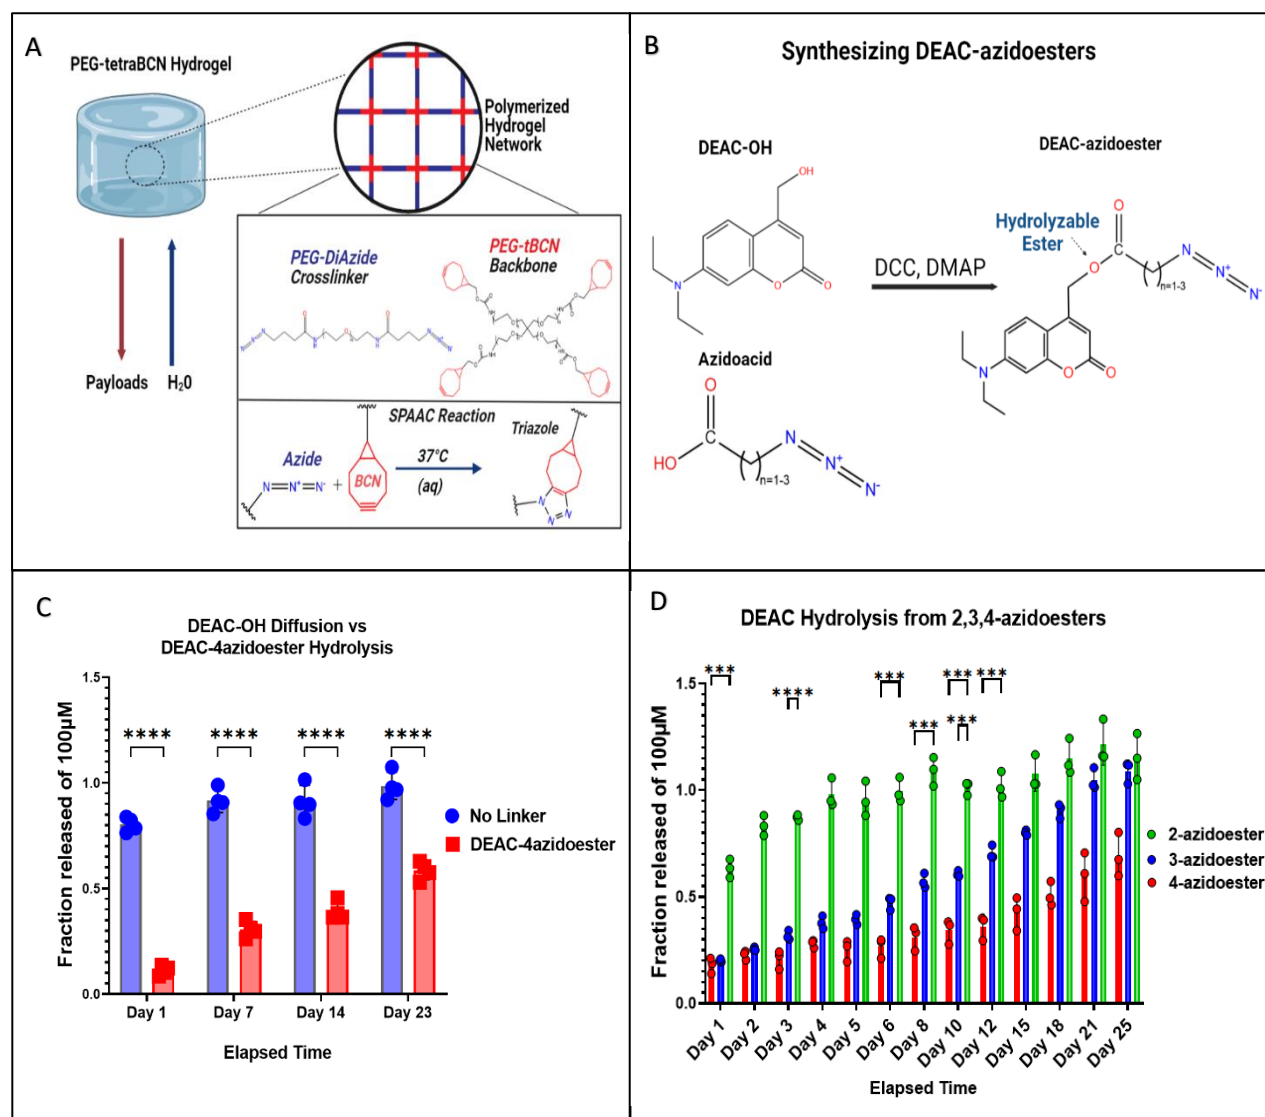 A
PEG-tetraBCN Hydrogel
Polymerized
Hydrogel
Network
PEG-DiAzide
Crosslinker
PEG-tBCN
Backbone
Payloads
H₂0
SPAAC Reaction
Azide
N=N⁺=N⁻
+
BCN
37°C
(aq)
Triazole
N
N
N
B
Synthesizing DEAC-azidoesters
DEAC-OH
OH
N
O
O
Azidoacid
O
HO
C
n=1-3
N
N⁺
N⁻
DCC, DMAP
DEAC-azidoester
Hydrolyzable
Ester
O
O
C
n=1-3
N
N⁺
N⁻
N
O
O
C
DEAC-OH Diffusion vs
DEAC-4azidoester Hydrolysis
Fraction released of 100µM
1.5
1.0
0.5
0.0
****
****
****
****
No Linker
DEAC-4azidoester
Day 1
Day 7
Day 14
Day 23
Elapsed Time
D
DEAC Hydrolysis from 2,3,4-azidoesters
Fraction released of 100µM
1.5
1.0
0.5
0.0
***
****
***
***
***
***
***
2-azidoester
3-azidoester
4-azidoester
Day 1
Day 2
Day 3
Day 4
Day 5
Day 6
Day 8
Day 10
Day 12
Day 15
Day 18
Day 21
Day 25
Elapsed Time